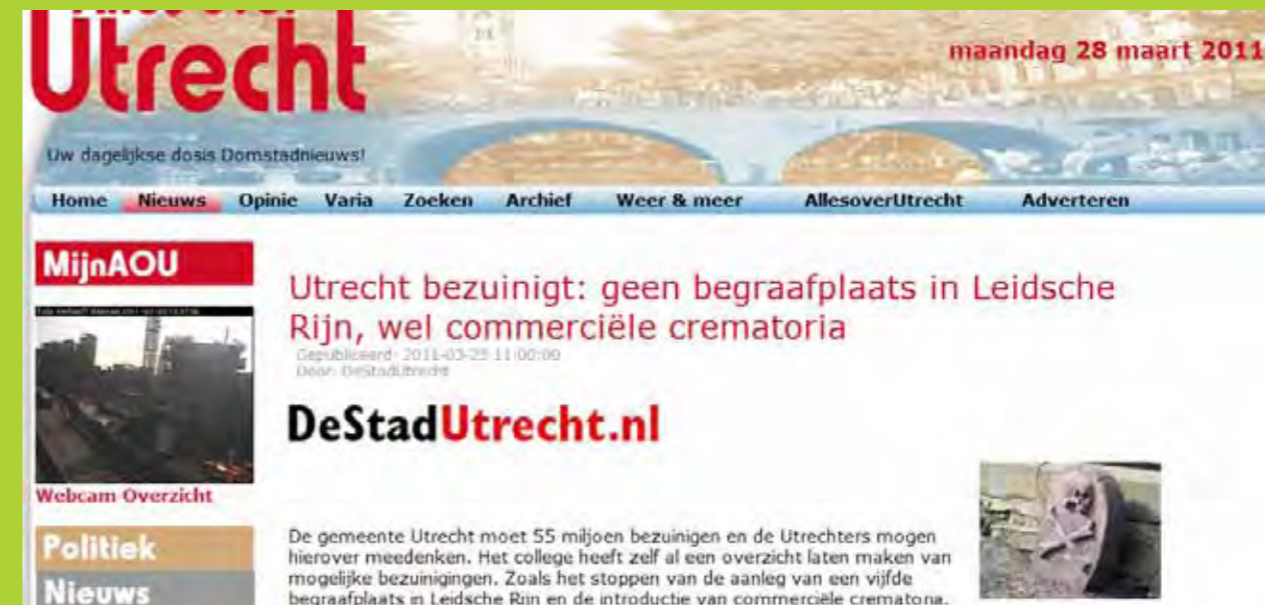 Utrecht
maandag 28 maart 2011
Uw dagelijkse dosis Domstadnieuws!
Home Nieuws Opinie Varia Zoeken Archief Weer & meer AllesoverUtrecht Adverteren
MijnAOU
Utrecht bezuinigt: geen begraafplaats in Leidsche
Rijn, wel commerciële crematoria
Gepubliceerd: 11:00:00
Door: DeStadUtrecht
DeStadUtrecht.nl
Webcam Overzicht
De gemeente Utrecht moet 55 miljoen bezuinigen en de Utrechters mogen
hierover meedenken. Het college heeft zelf al een overzicht laten maken van
mogelijke bezuinigingen. Zoals het stoppen van de aanleg van een vijfde
begraafplaats in Leidsche Rijn en de introductie van commerciële crematoria.
Politiek
Nieuws